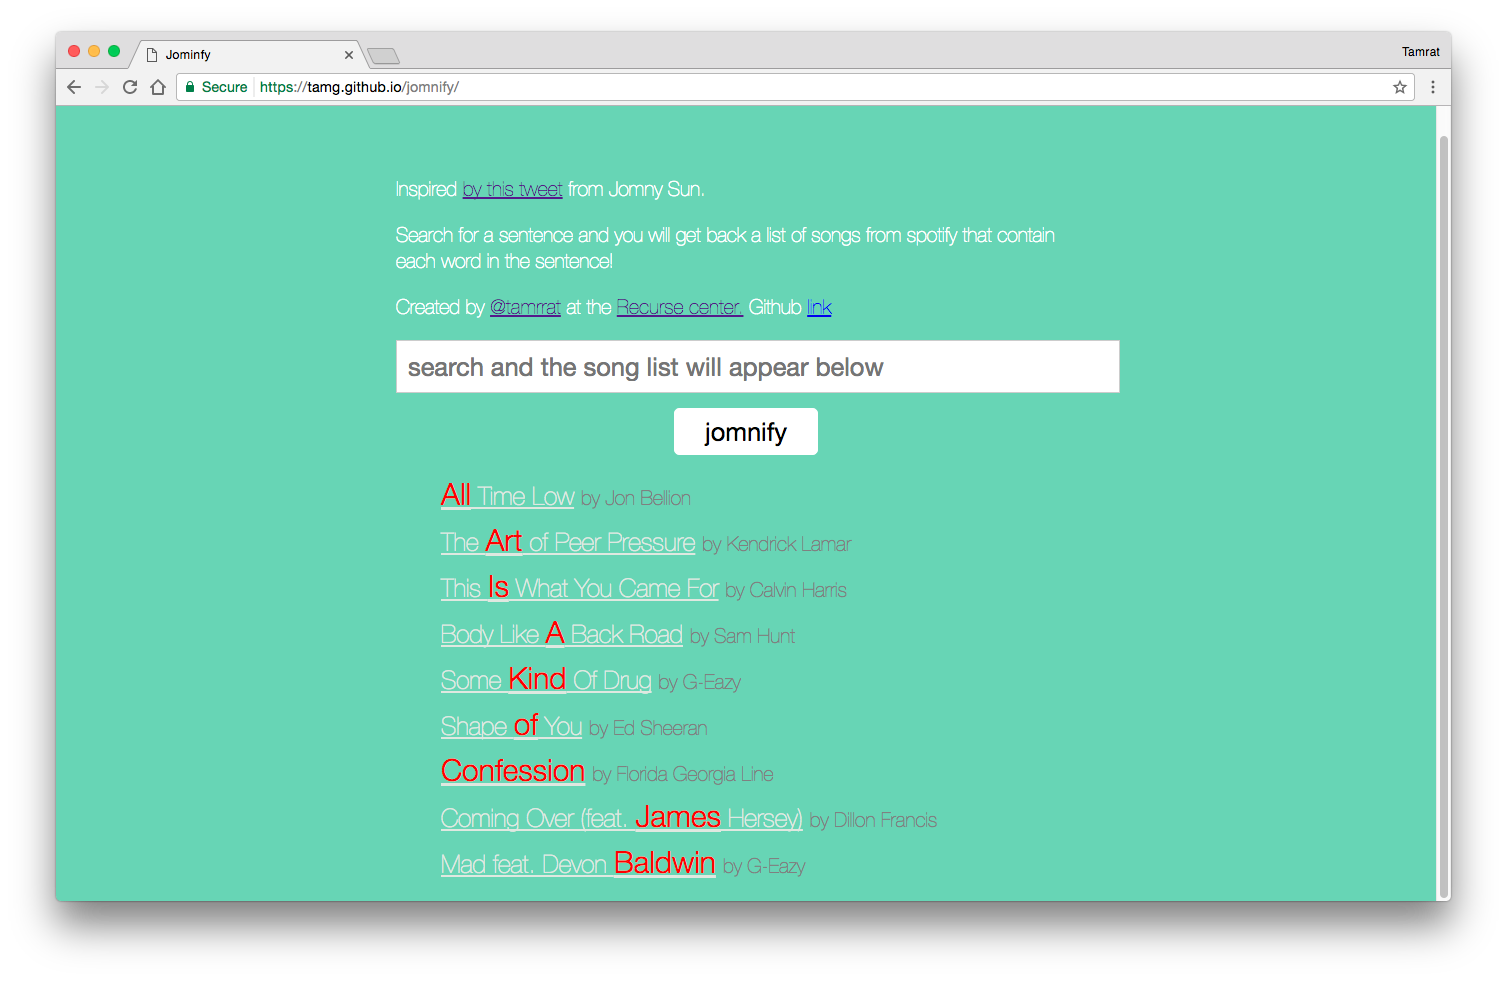 Jominfy
Tamrat
Secure https://tamg.github.io/jomnify/
Inspired by this tweet from Jomny Sun.
Search for a sentence and you will get back a list of songs from spotify that contain
each word in the sentence!
Created by @tamrrat at the Recurse center. Github link
search and the song list will appear below
jomnify
All Time Low by Jon Bellion
The Art of Peer Pressure by Kendrick Lamar
This Is What You Came For by Calvin Harris
Body Like A Back Road by Sam Hunt
Some Kind Of Drug by G-Eazy
Shape of You by Ed Sheeran
Confession by Florida Georgia Line
Coming Over (feat. James Hersey) by Dillon Francis
Mad feat. Devon Baldwin by G-Eazy